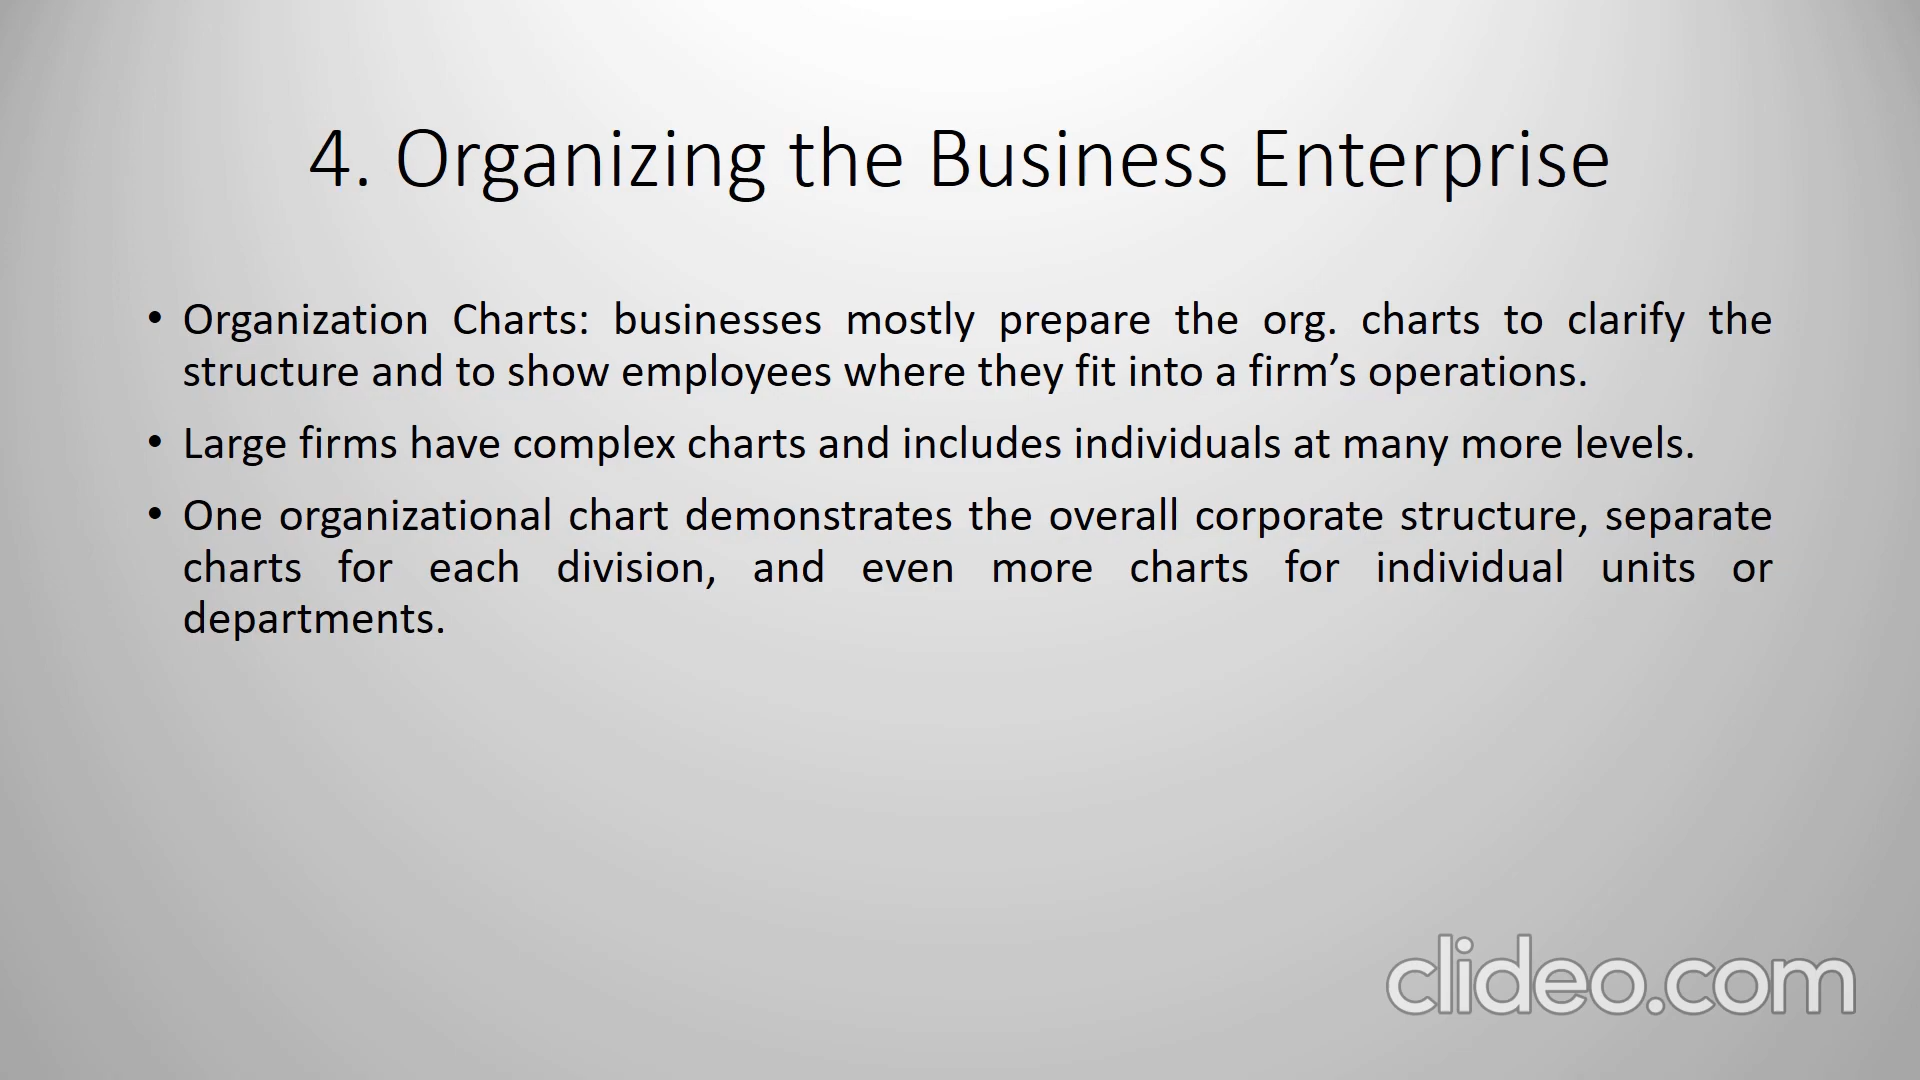 4. Organizing the Business Enterprise
• Organization Charts: businesses mostly prepare the org. charts to clarify the
structure and to show employees where they fit into a firm’s operations.
• Large firms have complex charts and includes individuals at many more levels.
• One organizational chart demonstrates the overall corporate structure, separate
charts for each division, and even more charts for individual units or
departments.
clideo.com